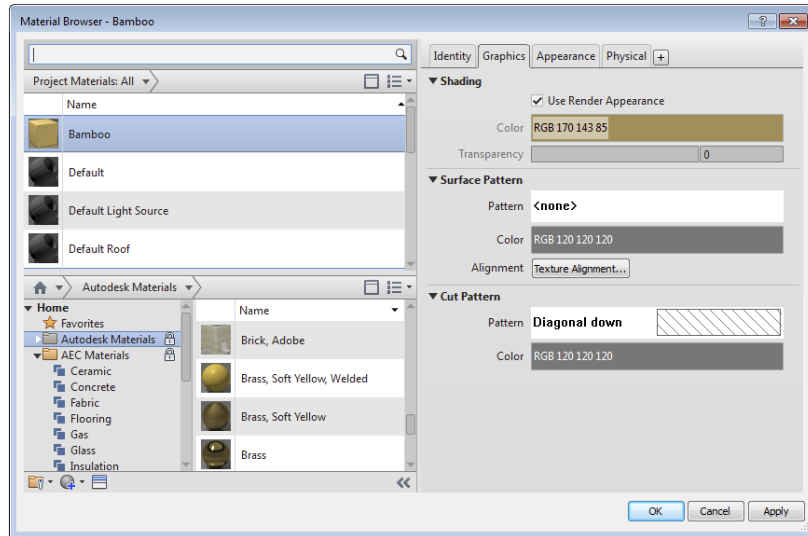 Material Browser - Bamboo
Project Materials: All
Name
Bamboo
Default
Default Light Source
Default Roof
Autodesk Materials
Home
Favorites
Autodesk Materials
AEC Materials
Ceramic
Concrete
Fabric
Flooring
Gas
Glass
Insulation
Name
Brick, Adobe
Brass, Soft Yellow, Welded
Brass, Soft Yellow
Brass
Identity Graphics Appearance Physical +
Shading
Use Render Appearance
Color RGB 170 143 85
Transparency 0
Surface Pattern
Pattern <none>
Color RGB 120 120 120
Alignment Texture Alignment...
Cut Pattern
Pattern Diagonal down
Color RGB 120 120 120
OK Cancel Apply